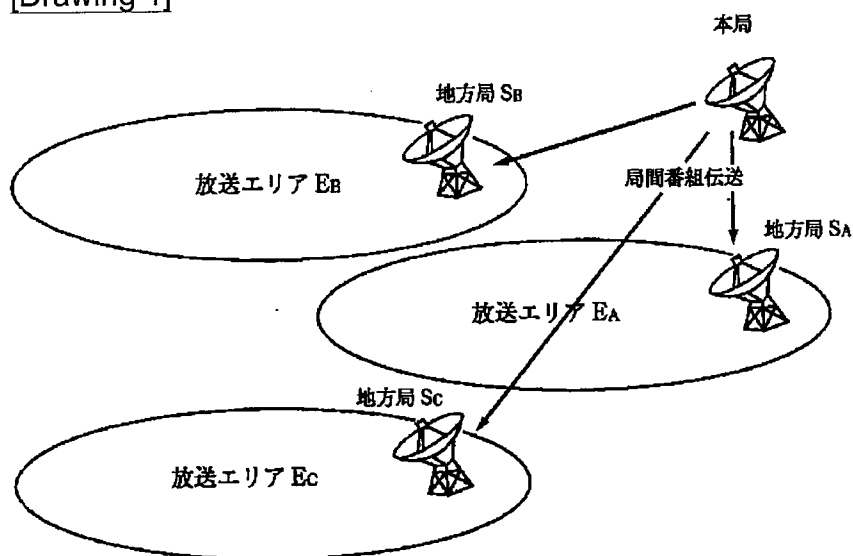 [Drawing 1]
本局
地方局 SB
放送エリア EB
局間番組伝送
地方局 SA
放送エリア EA
地方局 SC
放送エリア EC